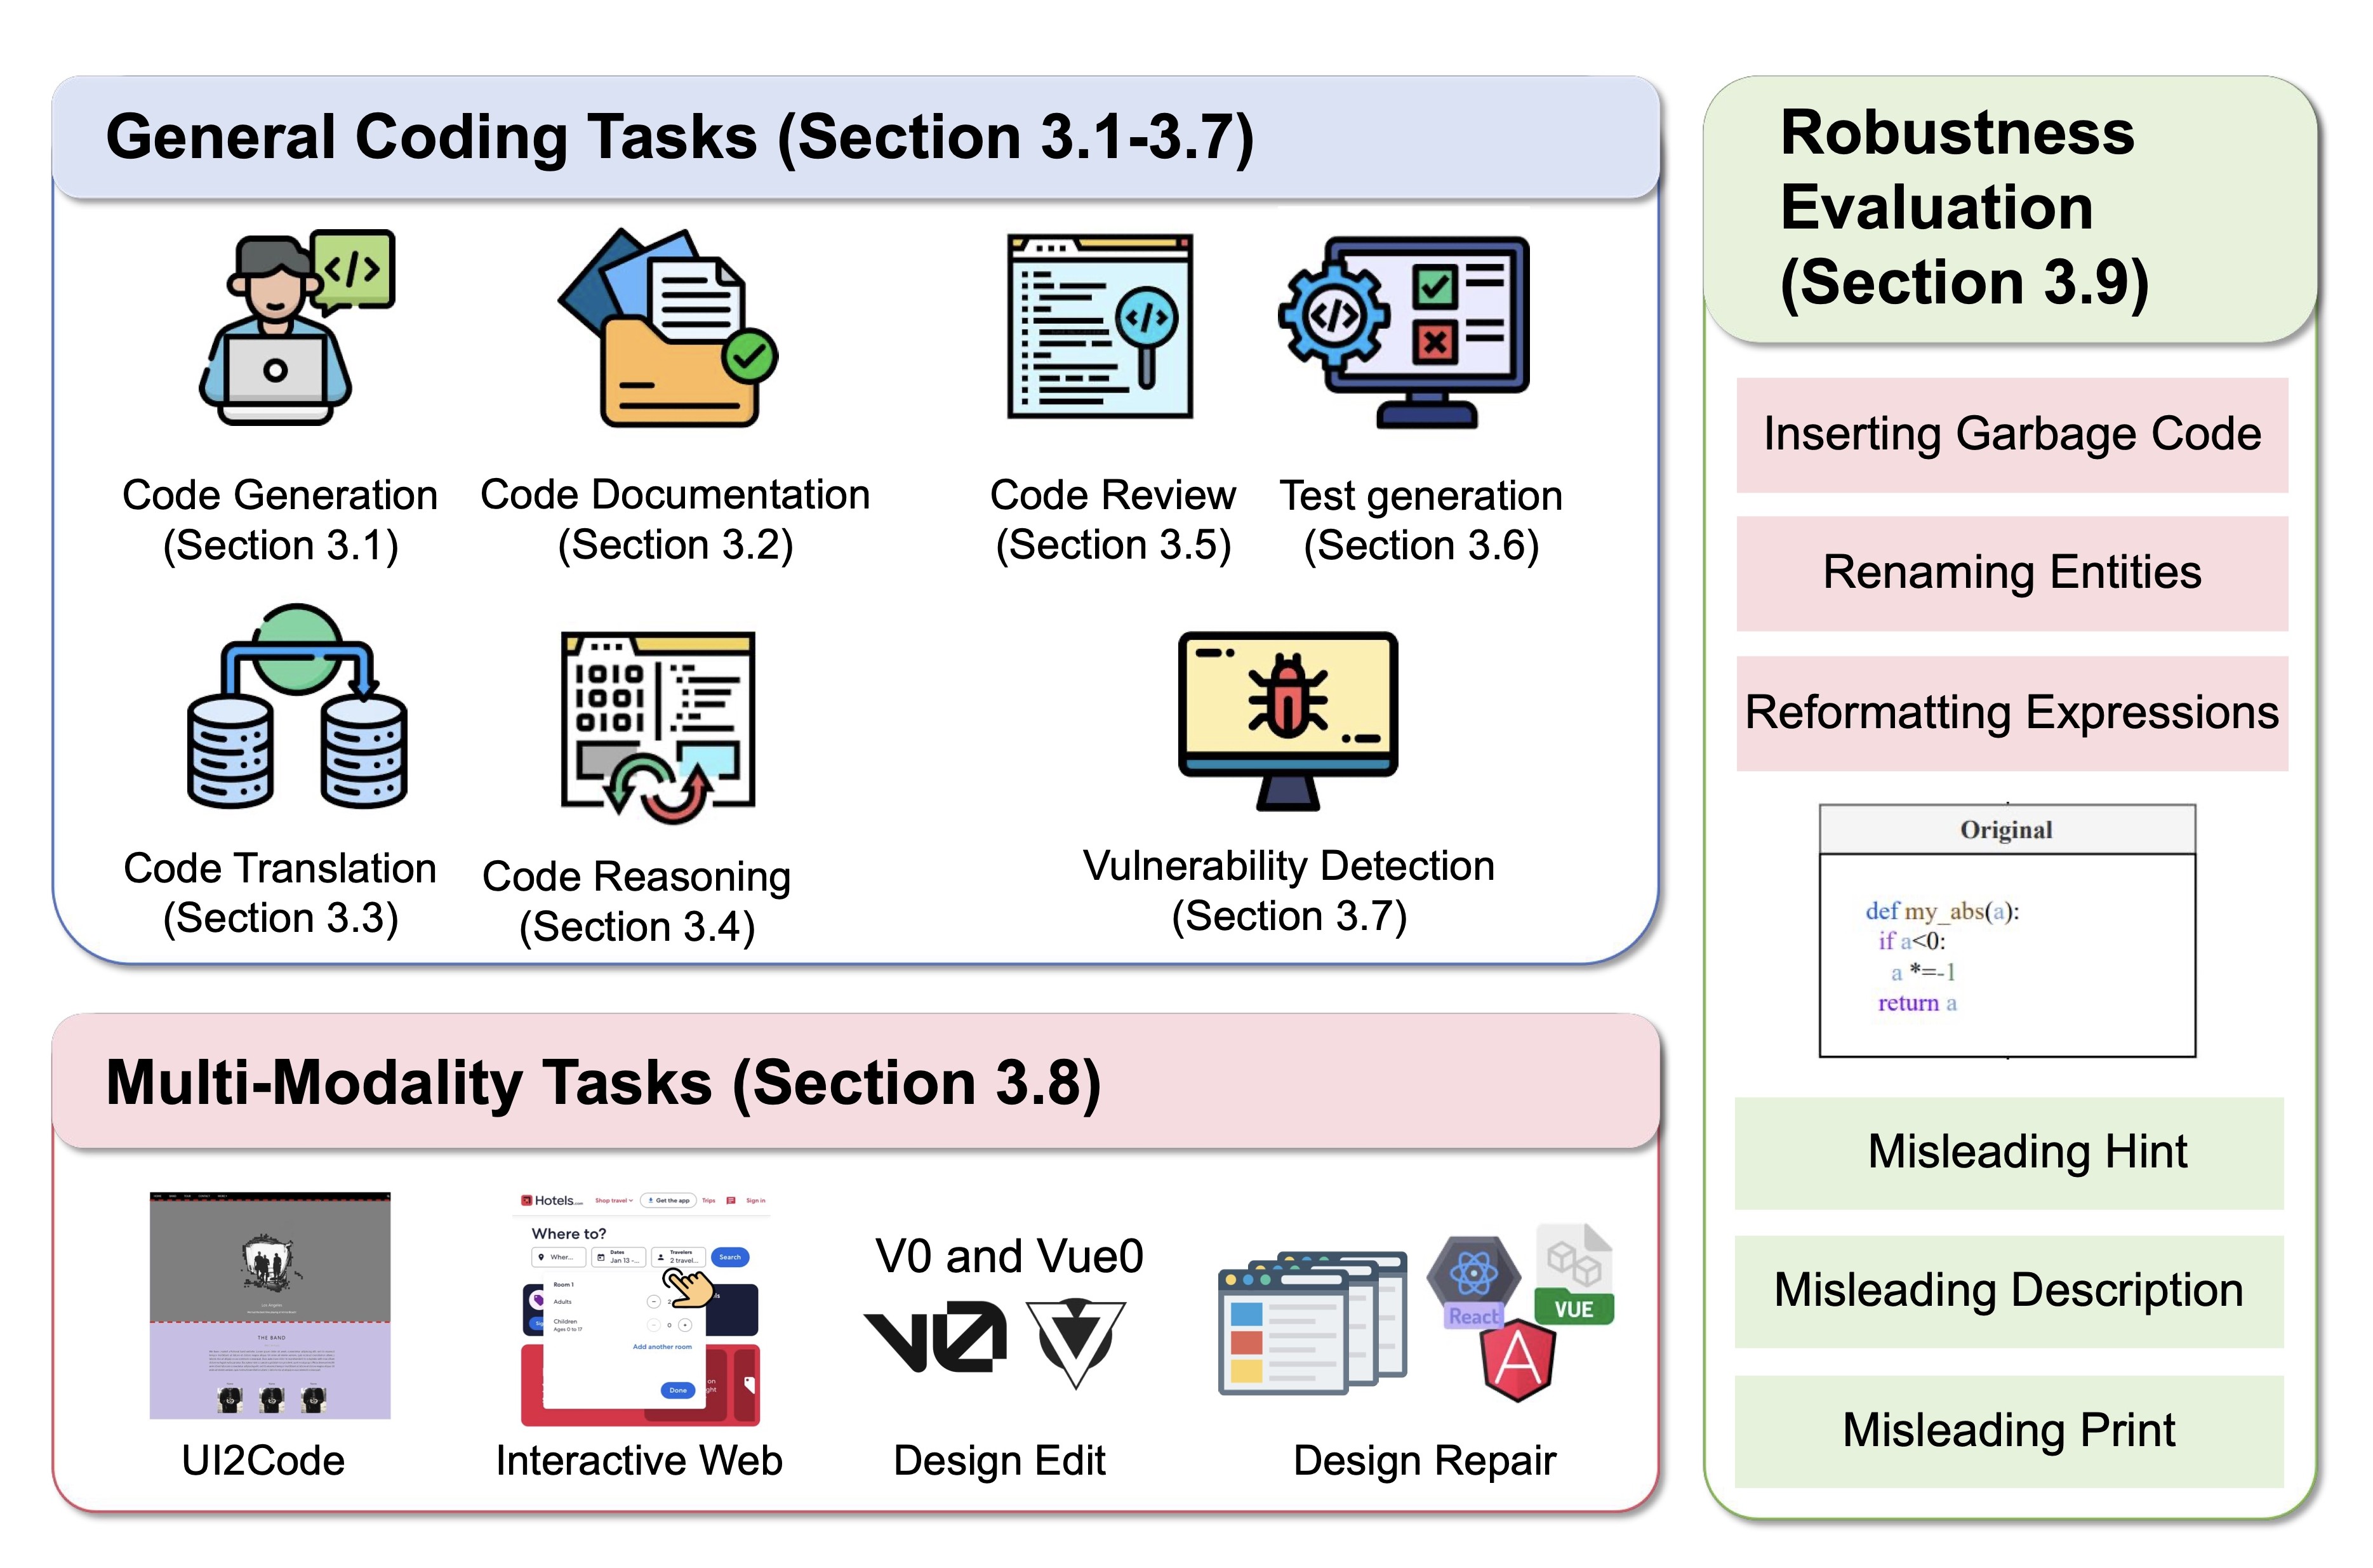 General Coding Tasks (Section 3.1-3.7)
</>
</>
</>
Code Generation
(Section 3.1)
Code Documentation
(Section 3.2)
Code Review
(Section 3.5)
Test generation
(Section 3.6)
1010
1001
0101
Code Translation
(Section 3.3)
Code Reasoning
(Section 3.4)
Vulnerability Detection
(Section 3.7)
Multi-Modality Tasks (Section 3.8)
Los Angeles
THE BAND
UI2Code
Hotels.com
Shop travel
Get the app
Trips
Sign in
Where to?
Wher...
Dates
Jan 13 -...
Travelers
2 travel...
Search
Room 1
Adults
2
Children
Ages 0 to 17
0
Add another room
Done
Interactive Web
V0 and Vue0
v0
Design Edit
React
VUE
A
Design Repair
Robustness
Evaluation
(Section 3.9)
Inserting Garbage Code
Renaming Entities
Reformatting Expressions
Original
def my_abs(a):
if a<0:
a *=-1
return a
Misleading Hint
Misleading Description
Misleading Print